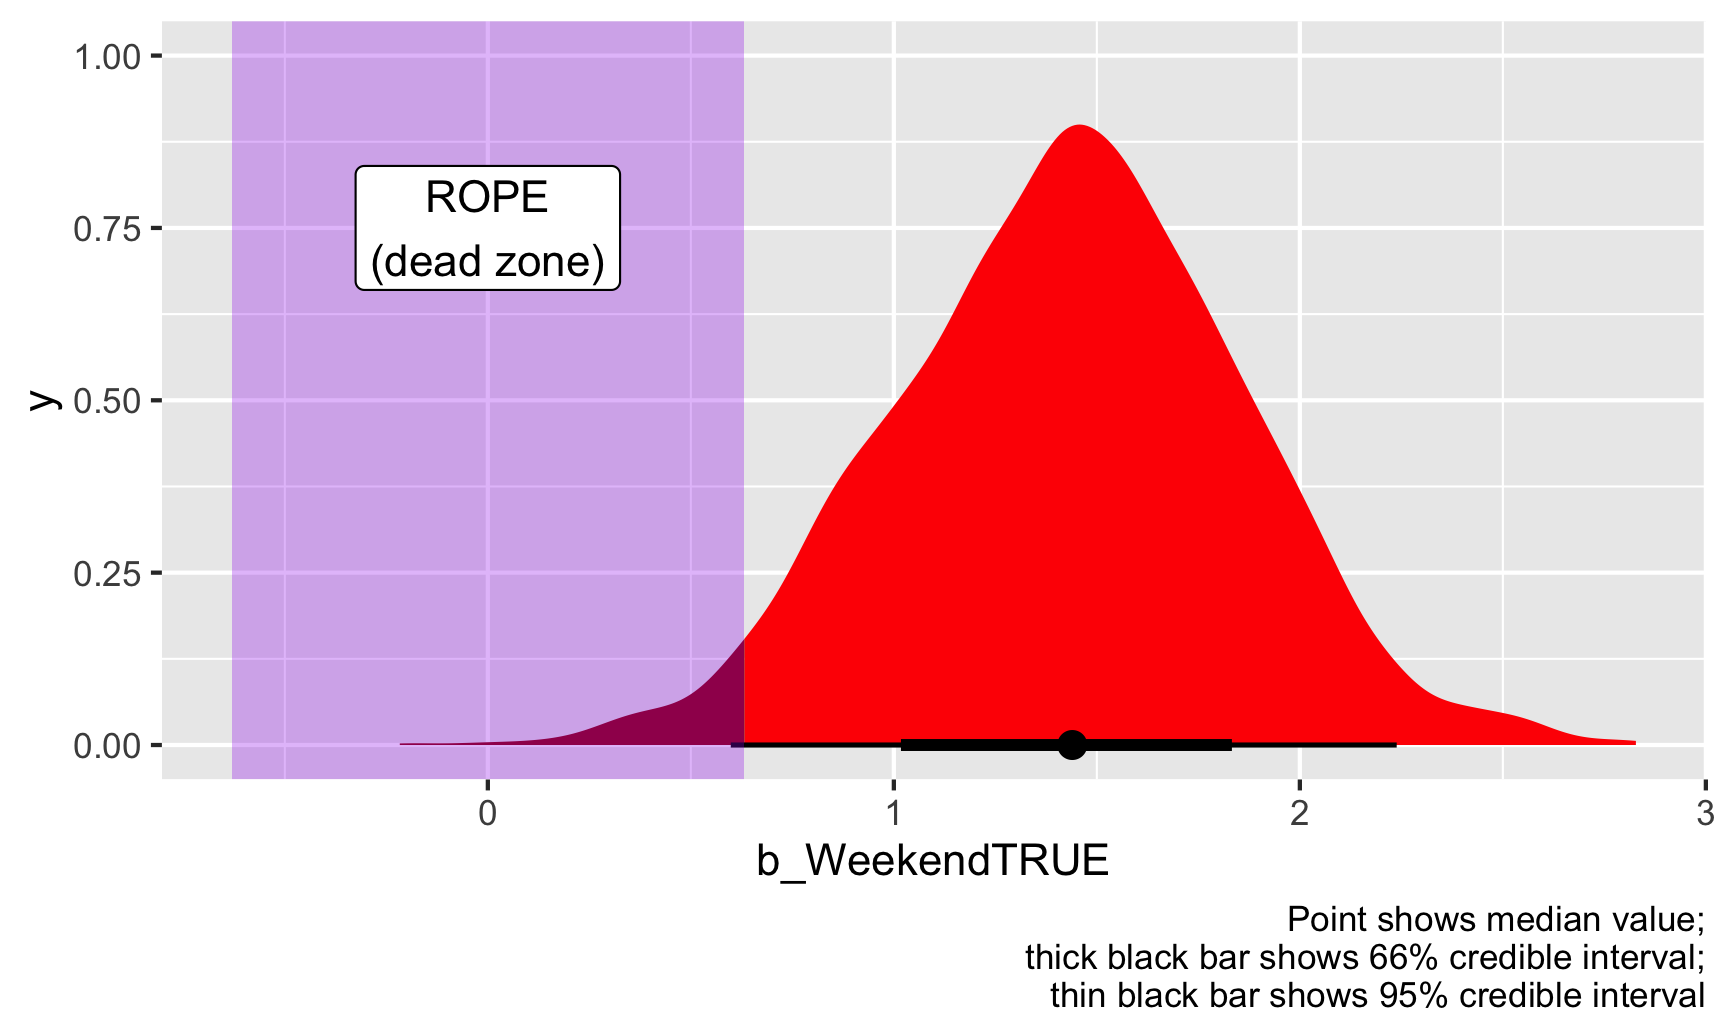 1.00
0.75
0.50
0.25
0.00
y
ROPE
(dead zone)
0 1 2 3
b_WeekendTRUE
Point shows median value;
thick black bar shows 66% credible interval;
thin black bar shows 95% credible interval